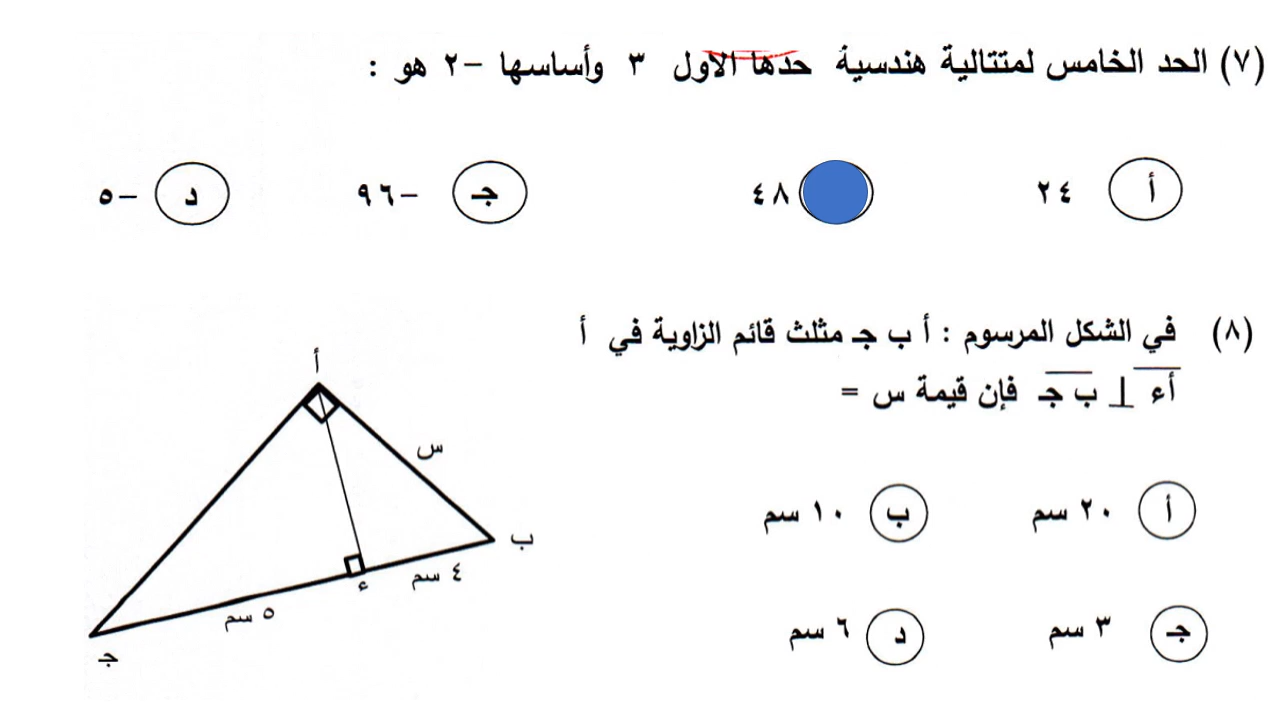 (٧) الحد الخامس لمتتالية هندسية حدها الاول ٣ وأساسها -٢ هو :
أ ٢٤ ٤٨ جـ -٩٦ د -٥
(٨) في الشكل المرسوم : أ ب جـ مثلث قائم الزاوية في أ
أء ⊥ ب جـ فإن قيمة س =
أ ٢٠ سم ب ١٠ سم
جـ ٣ سم د ٦ سم
أ
س
ب
٤ سم
ء
٥ سم
جـ